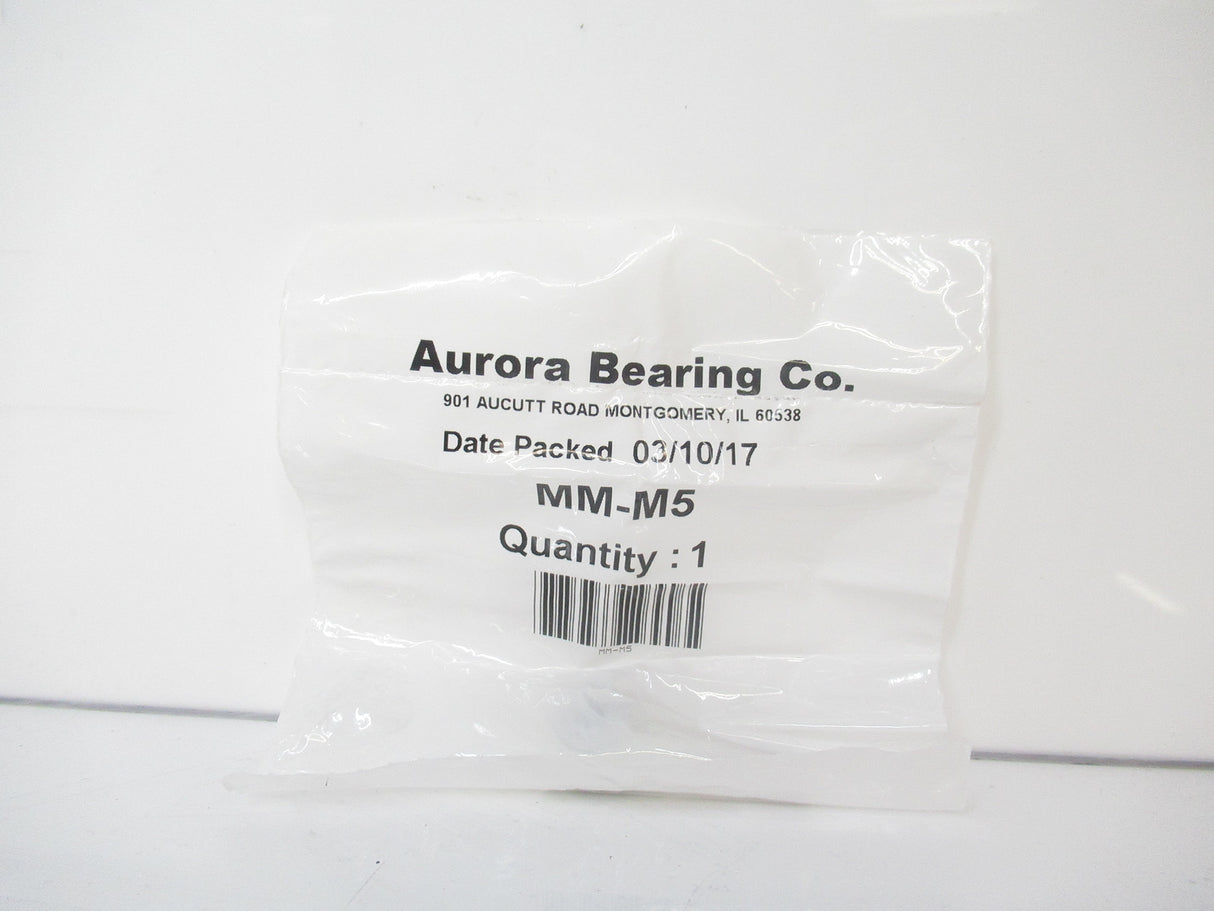 Aurora Bearing Co.
901 AUCUTT ROAD MONTGOMERY, IL 60538
Date Packed 03/10/17
MM-M5
Quantity : 1
MM-M5